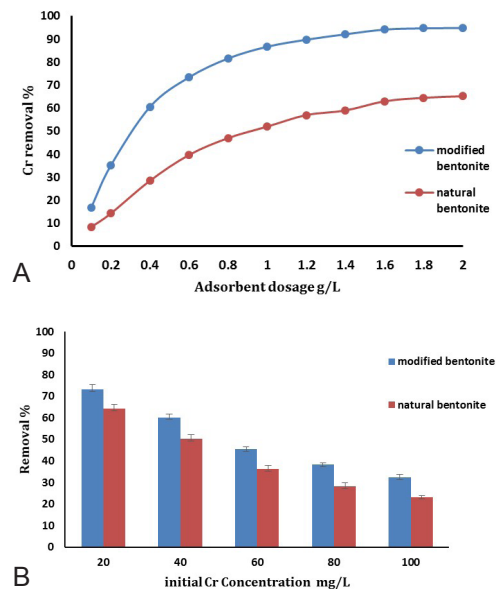 100
90
80
70
60
50
40
30
20
10
0
Cr removal %
modified
bentonite
natural
bentonite
0 0.2 0.4 0.6 0.8 1 1.2 1.4 1.6 1.8 2
Adsorbent dosage g/L
A
100
90
80
70
60
50
40
30
20
10
0
Removal %
modified bentonite
natural bentonite
20 40 60 80 100
initial Cr Concentration mg/L
B